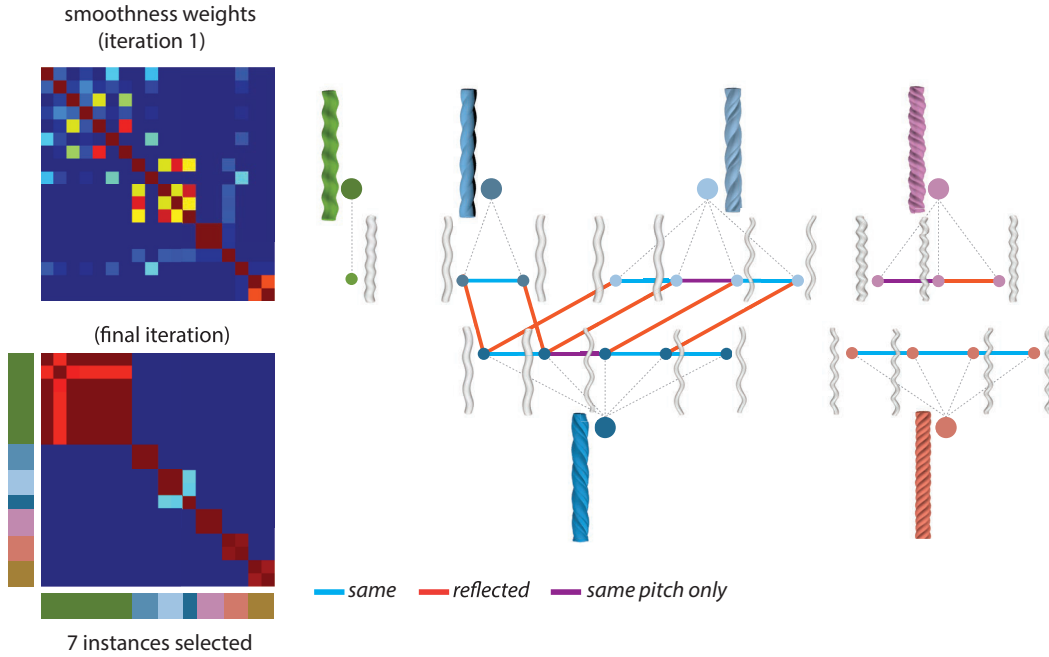 smoothness weights
(iteration 1)
(final iteration)
7 instances selected
same
reflected
same pitch only